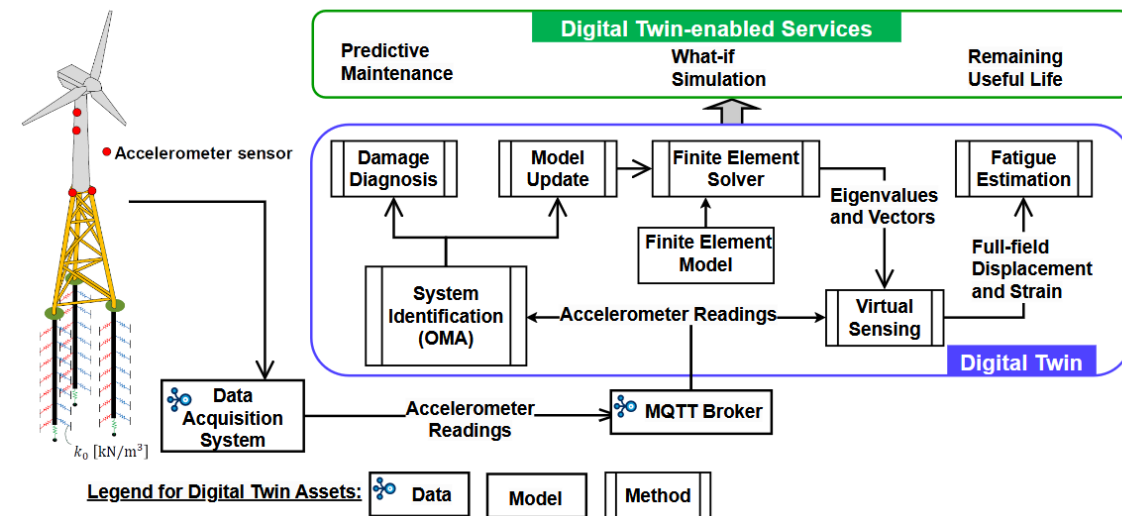 Digital Twin-enabled Services
Predictive
Maintenance
What-if
Simulation
Remaining
Useful Life
Accelerometer sensor
Damage
Diagnosis
Model
Update
Finite Element
Solver
Fatigue
Estimation
Eigenvalues
and Vectors
Finite Element
Model
Full-field
Displacement
and Strain
System
Identification
(OMA)
Accelerometer Readings
Virtual
Sensing
Digital Twin
Data
Acquisition
System
Accelerometer
Readings
MQTT Broker
k₀ [kN/m³]
Legend for Digital Twin Assets:
Data
Model
Method